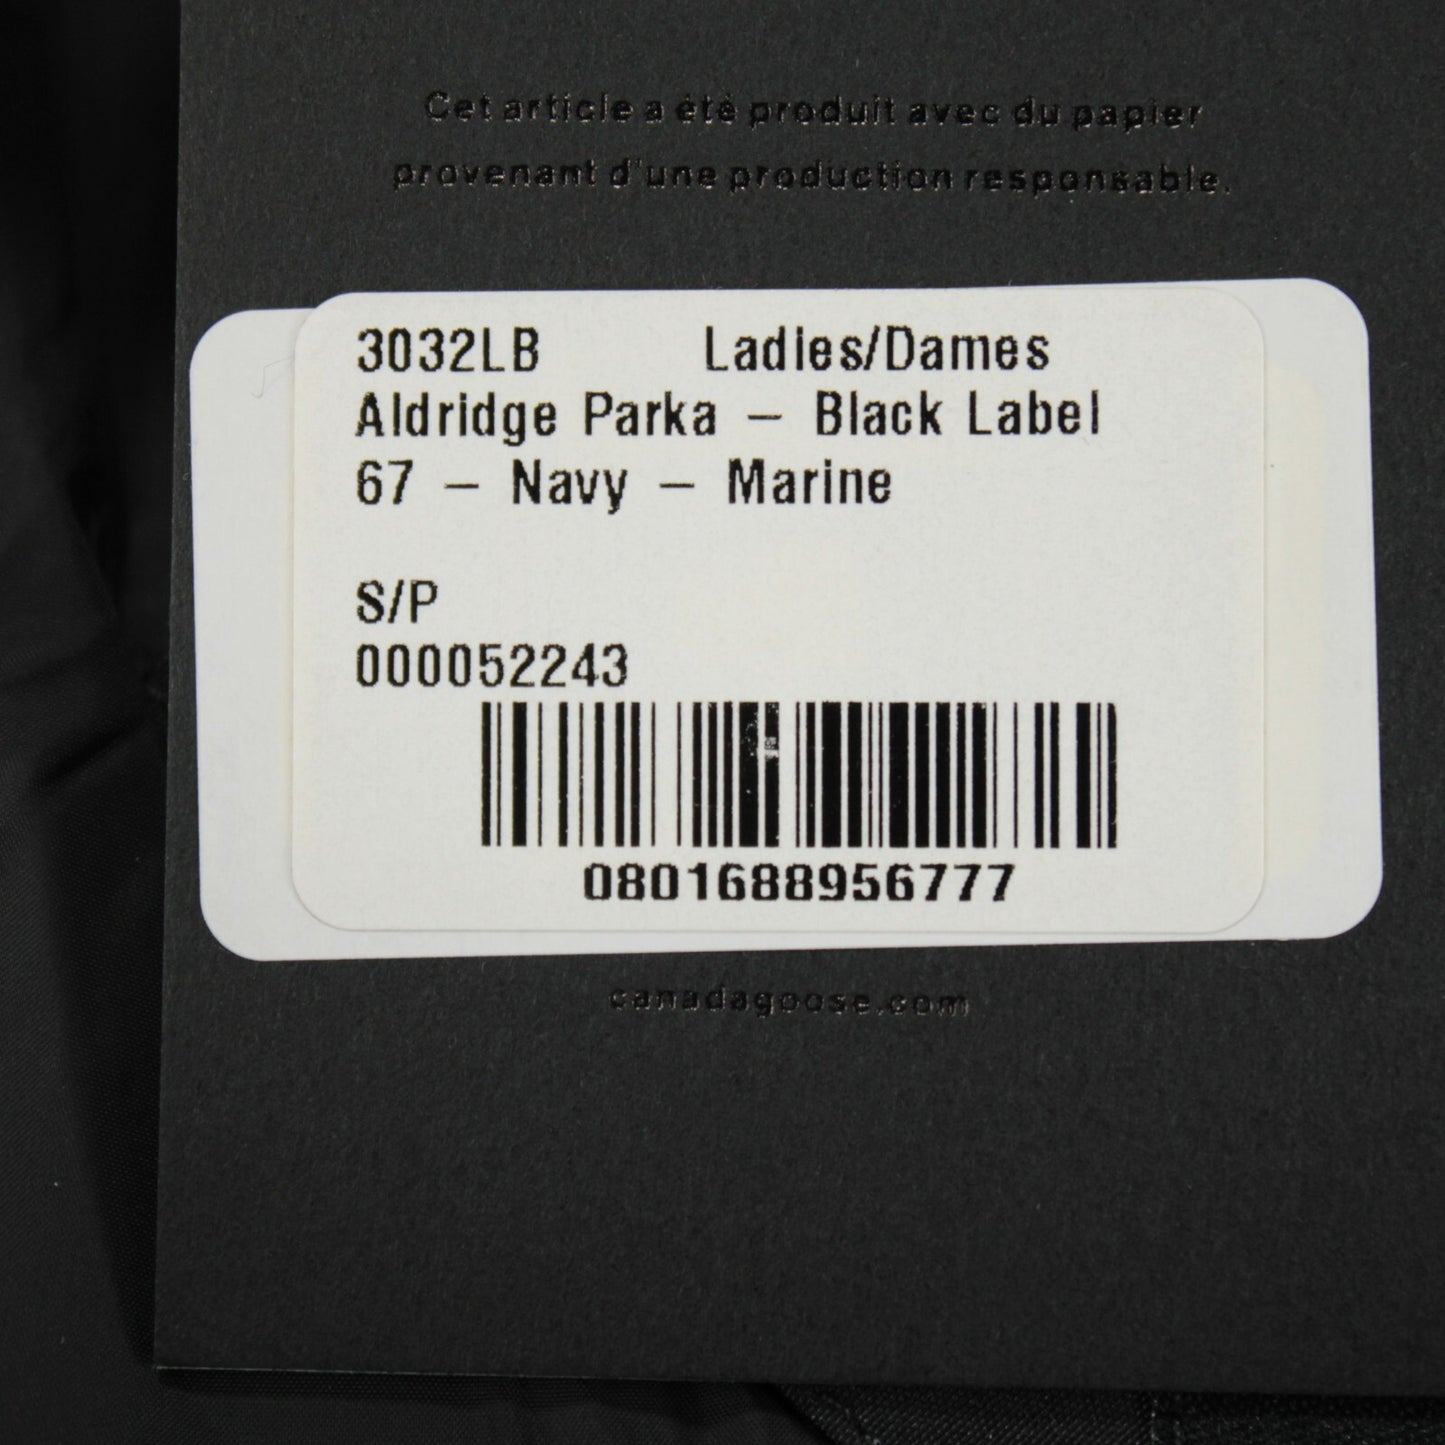 Cet article a été produit avec du papier
provenant d'une production responsable.
3032LB Ladies/Dames
Aldridge Parka – Black Label
67 – Navy – Marine
S/P
000052243
0801688956777
canadagoose.com